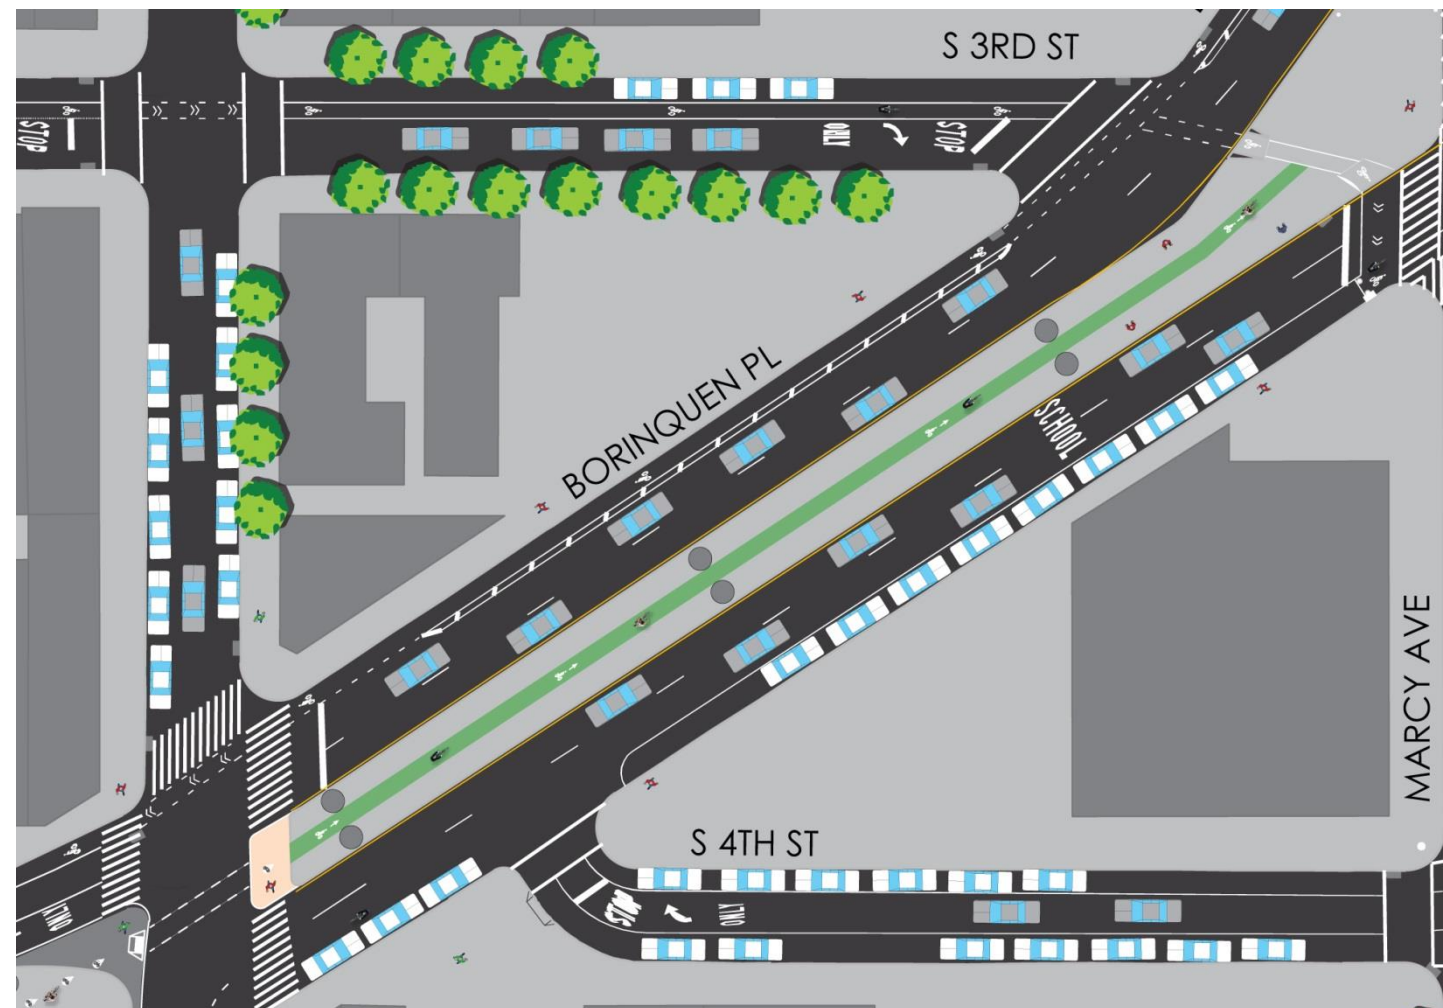 S 3RD ST
STOP
ONLY
STOP
BORINQUEN PL
SCHOOL
MARCY AVE
S 4TH ST
STOP
ONLY
ONLY